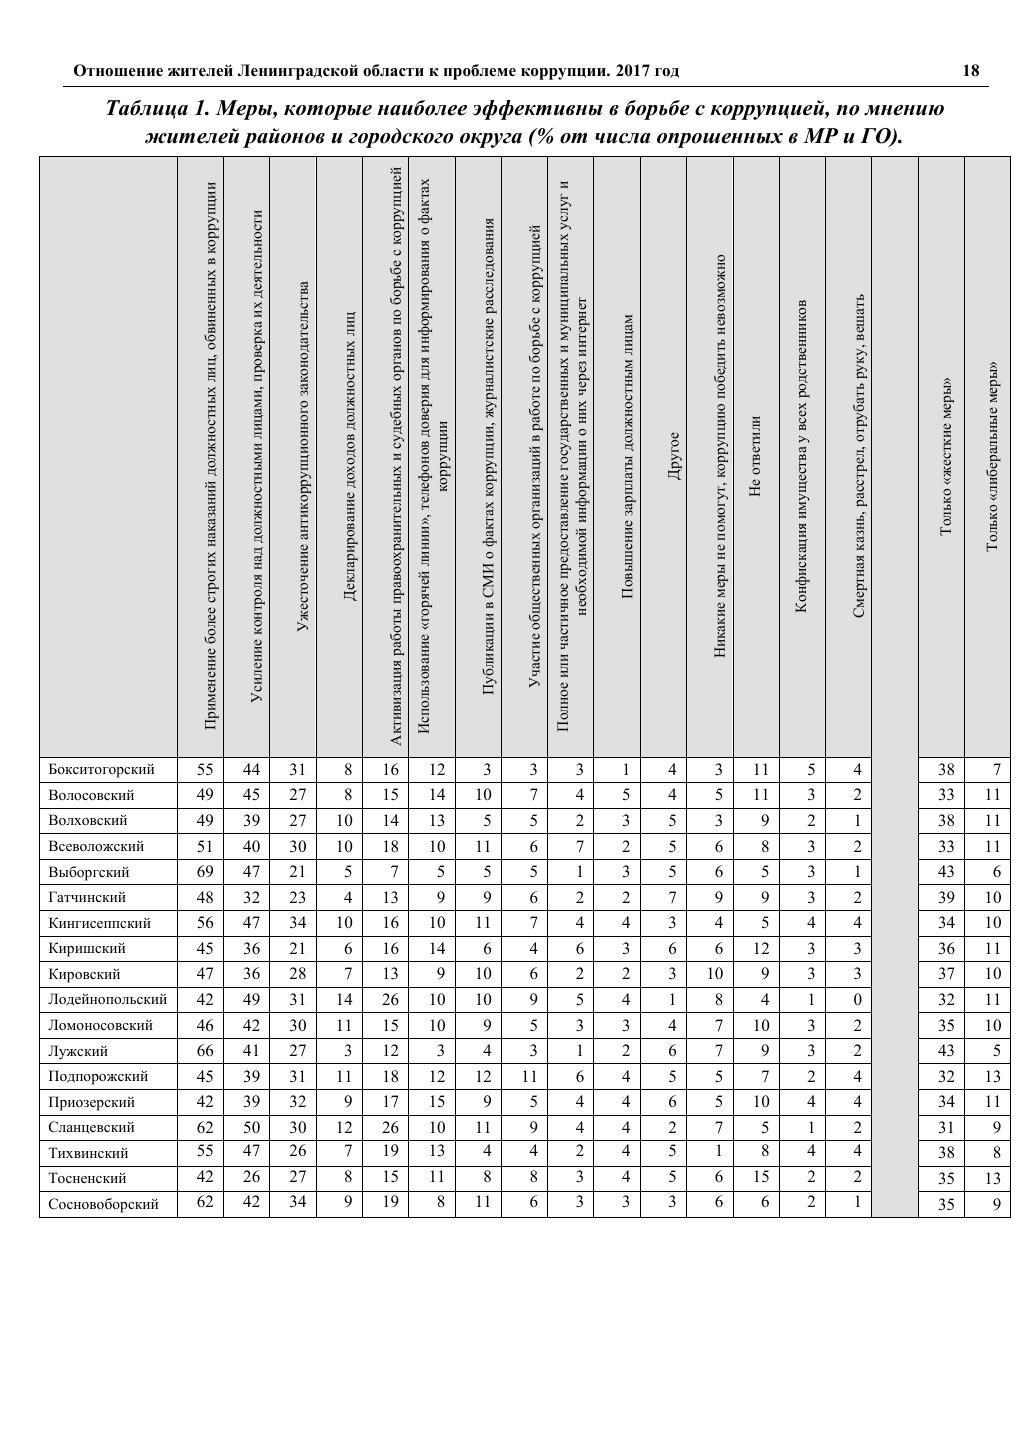 Отношение жителей Ленинградской области к проблеме коррупции. 2017 год 18
Таблица 1. Меры, которые наиболее эффективны в борьбе с коррупцией, по мнению
жителей районов и городского округа (% от числа опрошенных в МР и ГО).
Применение более строгих наказаний должностных лиц, обвиненных в коррупции
Усиление контроля над должностными лицами, проверка их деятельности
Ужесточение антикоррупционного законодательства
Декларирование доходов должностных лиц
Активизация работы правоохранительных и судебных органов по борьбе с коррупцией
Использование «горячей линии», телефонов доверия для информирования о фактах
коррупции
Публикации в СМИ о фактах коррупции, журналистские расследования
Участие общественных организаций в работе по борьбе с коррупцией
Полное или частичное предоставление государственных и муниципальных услуг и
необходимой информации о них через интернет
Повышение зарплаты должностным лицам
Другое
Никакие меры не помогут, коррупцию победить невозможно
Не ответили
Конфискация имущества у всех родственников
Смертная казнь, расстрел, отрубать руку, вешать
Только «жесткие меры»
Только «либеральные меры»
Бокситогорский 55 44 31 8 16 12 3 3 3 1 4 3 11 5 4 38 7
Волосовский 49 45 27 8 15 14 10 7 4 5 4 5 11 3 2 33 11
Волховский 49 39 27 10 14 13 5 5 2 3 5 3 9 2 1 38 11
Всеволожский 51 40 30 10 18 10 11 6 7 2 5 6 8 3 2 33 11
Выборгский 69 47 21 5 7 5 5 5 1 3 5 6 5 3 1 43 6
Гатчинский 48 32 23 4 13 9 9 6 2 2 7 9 9 3 2 39 10
Кингисеппский 56 47 34 10 16 10 11 7 4 4 3 4 5 4 4 34 10
Киришский 45 36 21 6 16 14 6 4 6 3 6 6 12 3 3 36 11
Кировский 47 36 28 7 13 9 10 6 2 2 3 10 9 3 3 37 10
Лодейнопольский 42 49 31 14 26 10 10 9 5 4 1 8 4 1 0 32 11
Ломоносовский 46 42 30 11 15 10 9 5 3 3 4 7 10 3 2 35 10
Лужский 66 41 27 3 12 3 4 3 1 2 6 7 9 3 2 43 5
Подпорожский 45 39 31 11 18 12 12 11 6 4 5 5 7 2 4 32 13
Приозерский 42 39 32 9 17 15 9 5 4 4 6 5 10 4 4 34 11
Сланцевский 62 50 30 12 26 10 11 9 4 4 2 7 5 1 2 31 9
Тихвинский 55 47 26 7 19 13 4 4 2 4 5 1 8 4 4 38 8
Тосненский 42 26 27 8 15 11 8 8 3 4 5 6 15 2 2 35 13
Сосновоборский 62 42 34 9 19 8 11 6 3 3 3 6 6 2 1 35 9